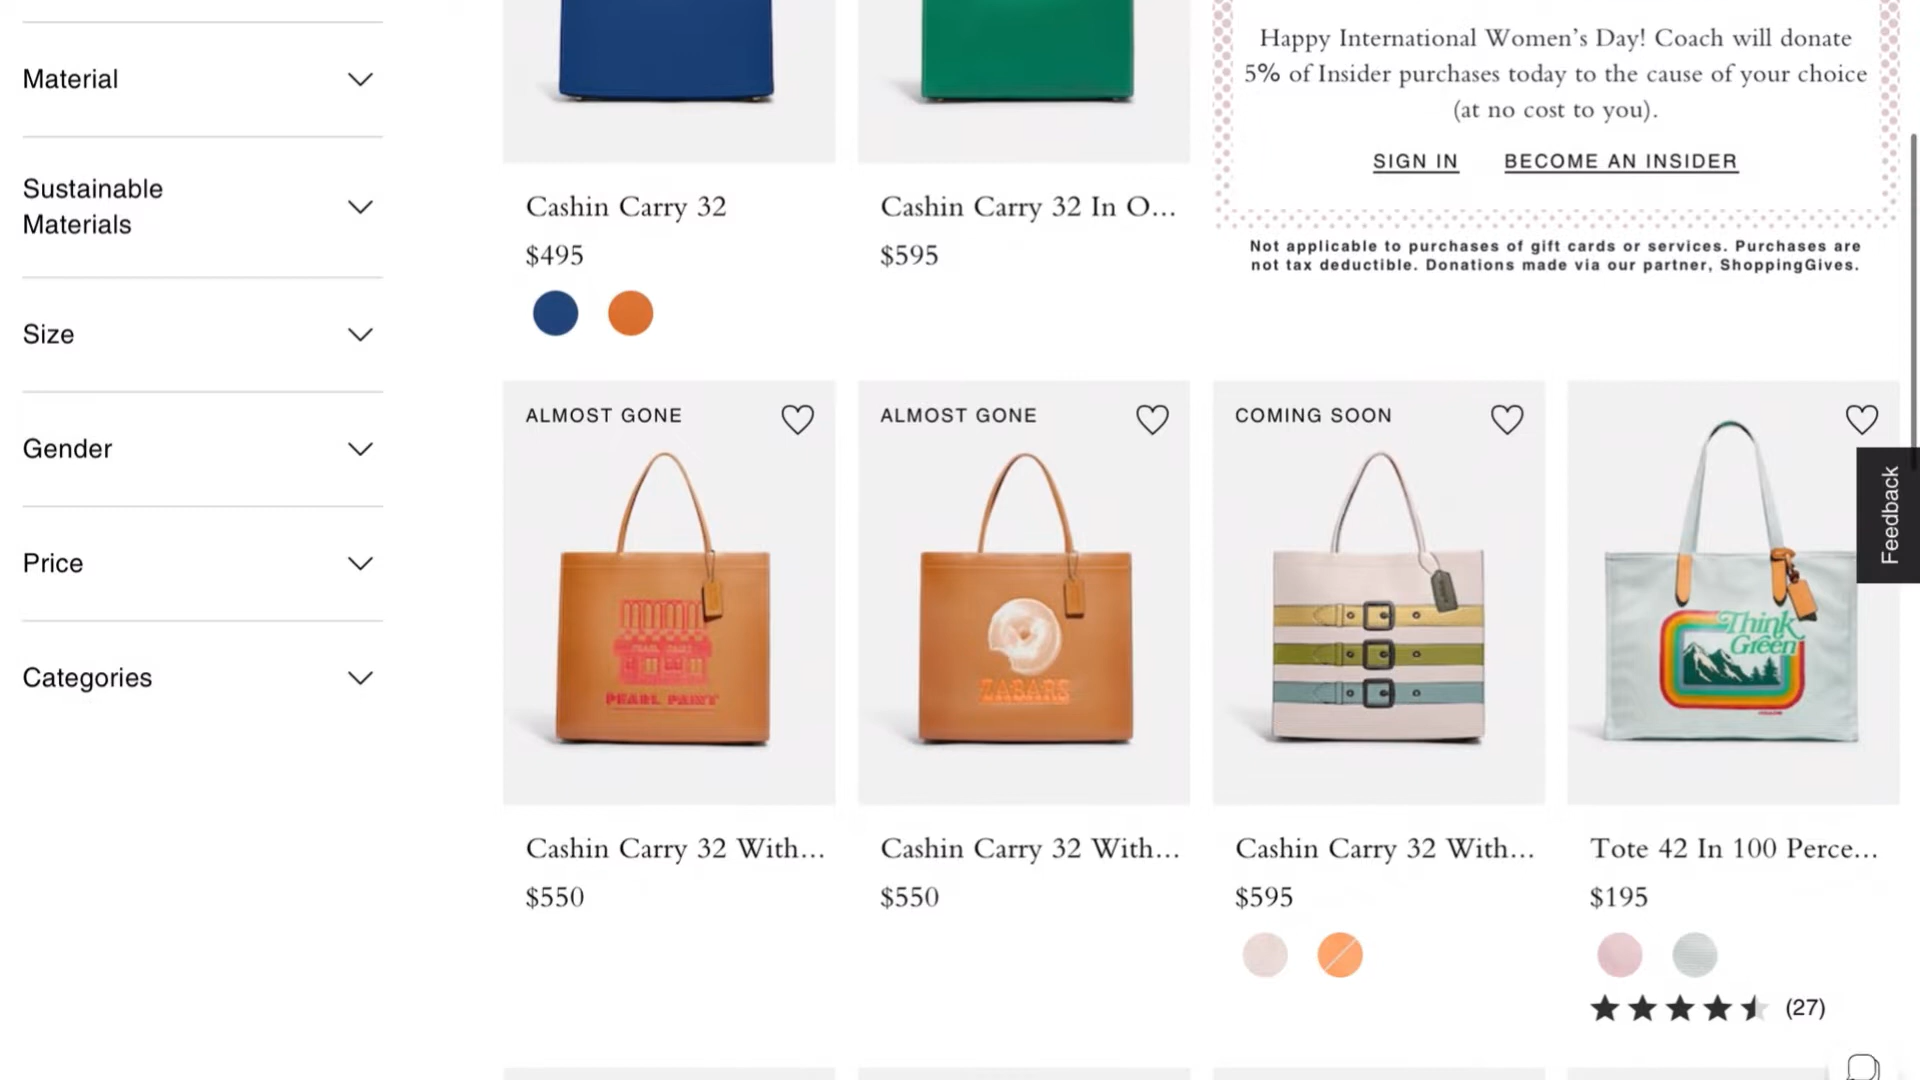 Material
Sustainable
Materials
Size
Gender
Price
Categories
Happy International Women's Day! Coach will donate
5% of Insider purchases today to the cause of your choice
(at no cost to you).
SIGN IN
BECOME AN INSIDER
Not applicable to purchases of gift cards or services. Purchases are
not tax deductible. Donations made via our partner, ShoppingGives.
Cashin Carry 32
$495
Cashin Carry 32 In O...
$595
ALMOST GONE
PEARL PAINT
PEARL PAINT
Cashin Carry 32 With...
$550
ALMOST GONE
ZABARS
Cashin Carry 32 With...
$550
COMING SOON
Cashin Carry 32 With...
$595
Think
Green
Tote 42 In 100 Perce...
$195
(27)
Feedback